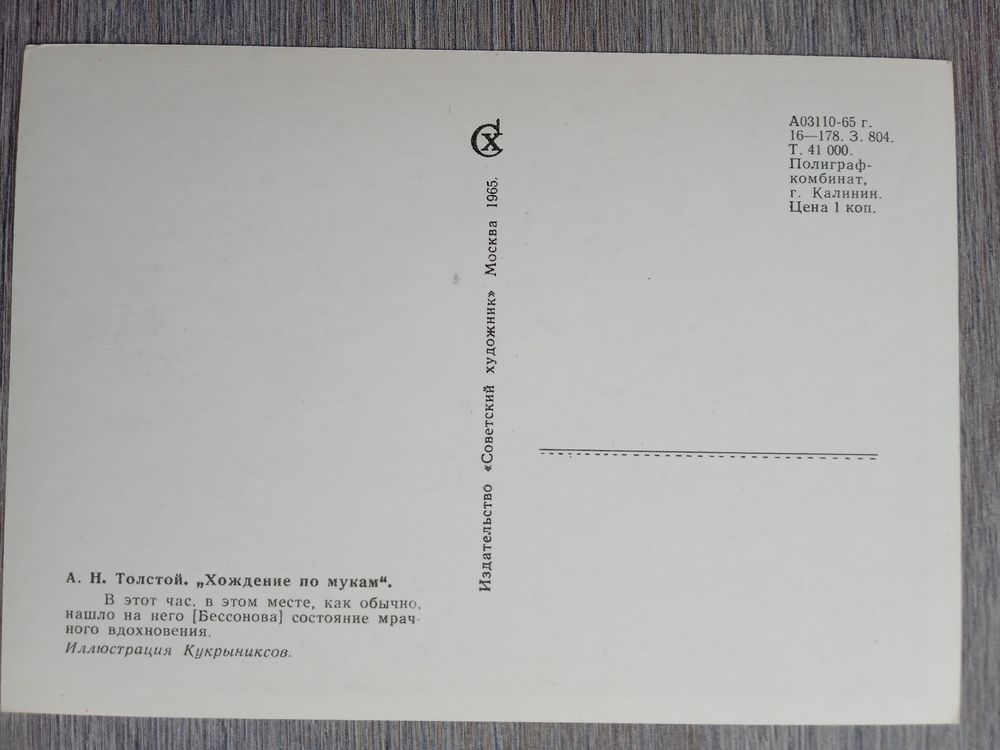 А. Н. Толстой. „Хождение по мукам“.
В этот час. в этом месте, как обычно,
нашло на него [Бессонова] состояние мрач-
ного вдохновения.
Иллюстрация Кукрыниксов.
СХ
Издательство «Советский художник» Москва 1965.
А03110-65 г.
16—178. З. 804.
Т. 41 000.
Полиграф-
комбинат,
г. Калинин.
Цена 1 коп.